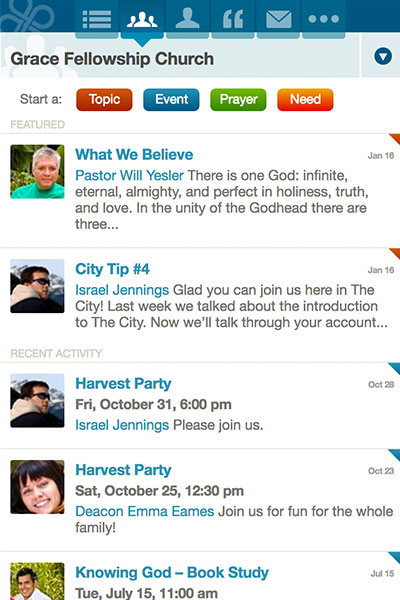 Grace Fellowship Church
Start a: Topic Event Prayer Need
FEATURED
What We Believe Jan 16
Pastor Will Yesler There is one God: infinite,
eternal, almighty, and perfect in holiness, truth,
and love. In the unity of the Godhead there are
three...
City Tip #4 Jan 16
Israel Jennings Glad you can join us here in The
City! Last week we talked about the introduction
to The City. Now we'll talk through your account...
RECENT ACTIVITY
Harvest Party Oct 28
Fri, October 31, 6:00 pm
Israel Jennings Please join us.
Harvest Party Oct 23
Sat, October 25, 12:30 pm
Deacon Emma Eames Join us for fun for the whole
family!
Knowing God – Book Study Jul 15
Tue, July 15, 11:00 am